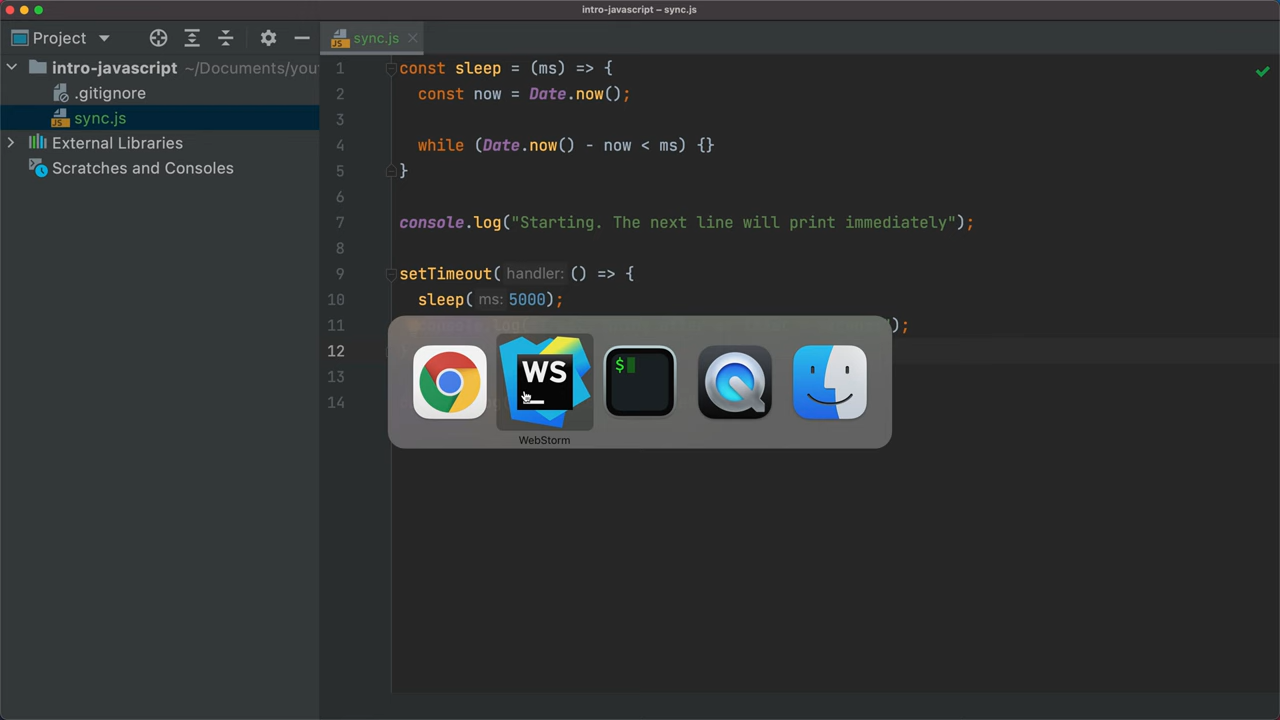 intro-javascript – sync.js
Project
sync.js
intro-javascript ~/Documents/you
.gitignore
sync.js
External Libraries
Scratches and Consoles
1 const sleep = (ms) => {
2 const now = Date.now();
3
4 while (Date.now() - now < ms) {}
5 }
6
7 console.log("Starting. The next line will print immediately");
8
9 setTimeout( handler: () => {
10 sleep( ms: 5000);
11 console.log );
12
13
14
WS
$
WebStorm